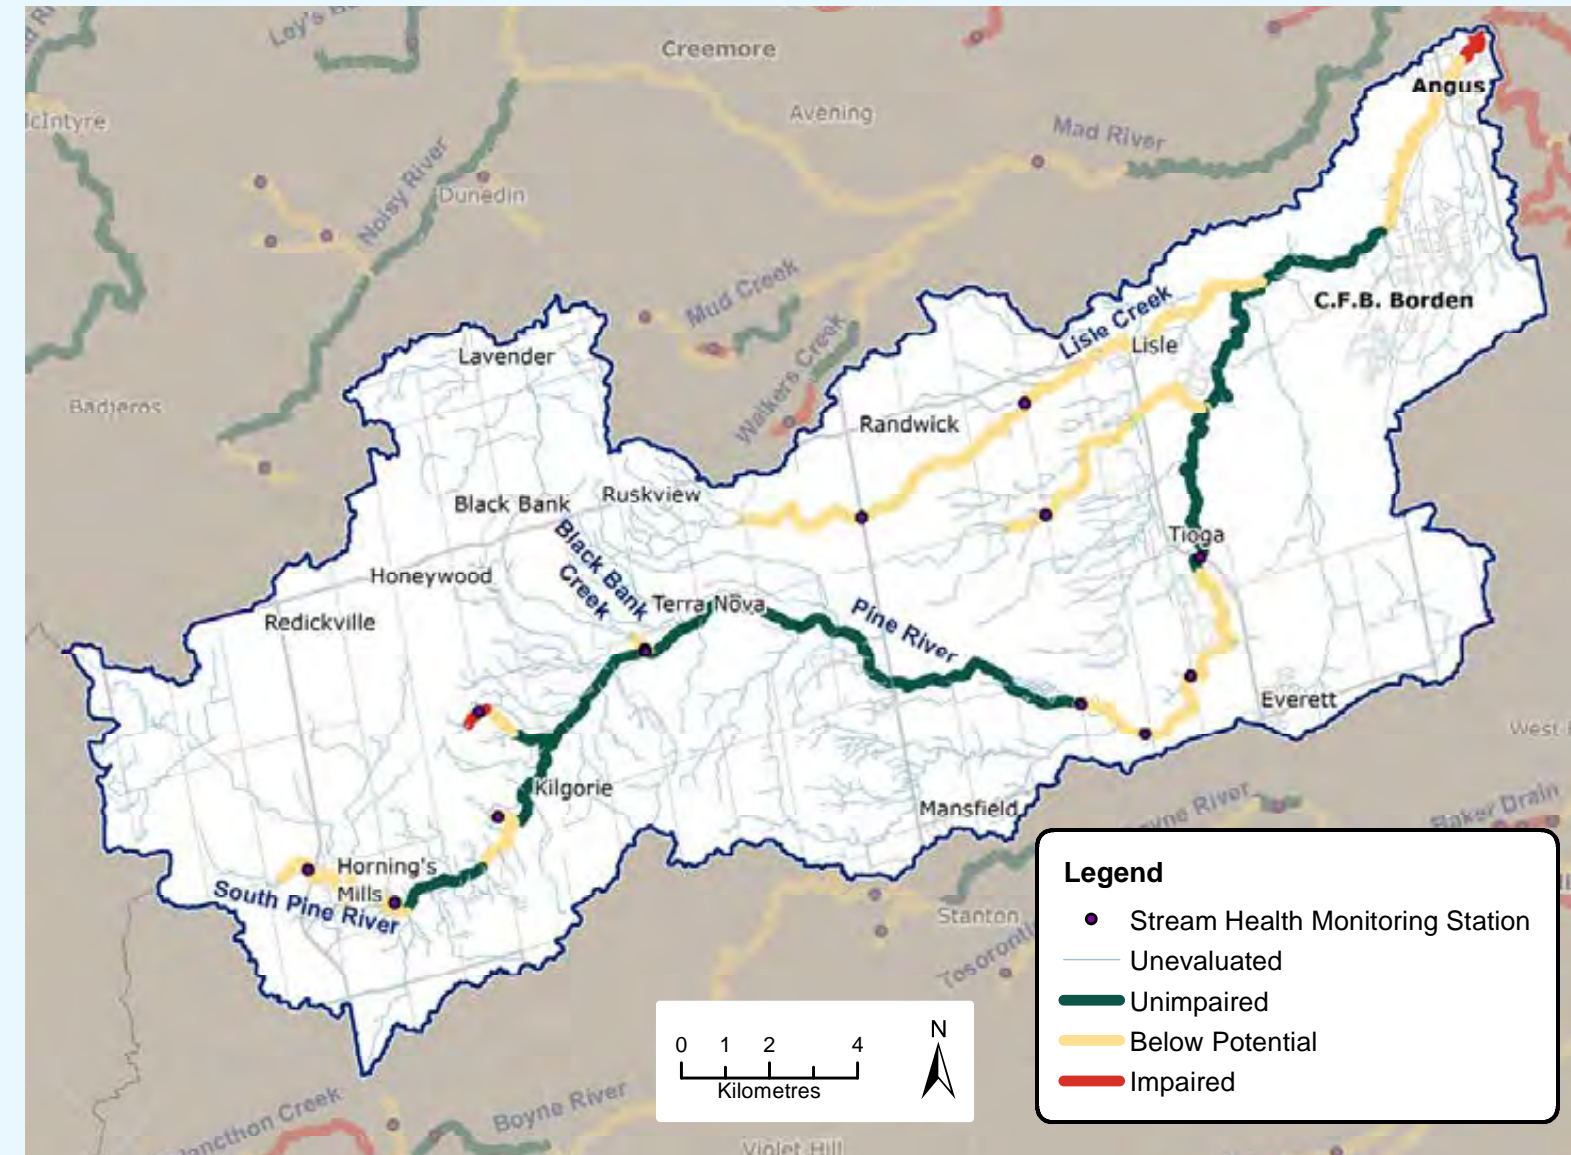 Creemore
Avening
Mad River
Angus
cIntyre
Noisy River
Dunedin
Mud Creek
C.F.B. Borden
Lisle Creek
Lisle
Lavender
Walkers Creek
Badjeros
Randwick
Ruskview
Black Bank
Tioga
Black Bank
Creek
Honeywood
Terra Nova
Pine River
Redickville
Everett
Kilgorie
Mansfield
Baker Drain
Horning's
Mills
South Pine River
Stanton
Legend
Stream Health Monitoring Station
Unevaluated
Unimpaired
Below Potential
Impaired
0 1 2 4
Kilometres
N
Boyne River
Violet Hill